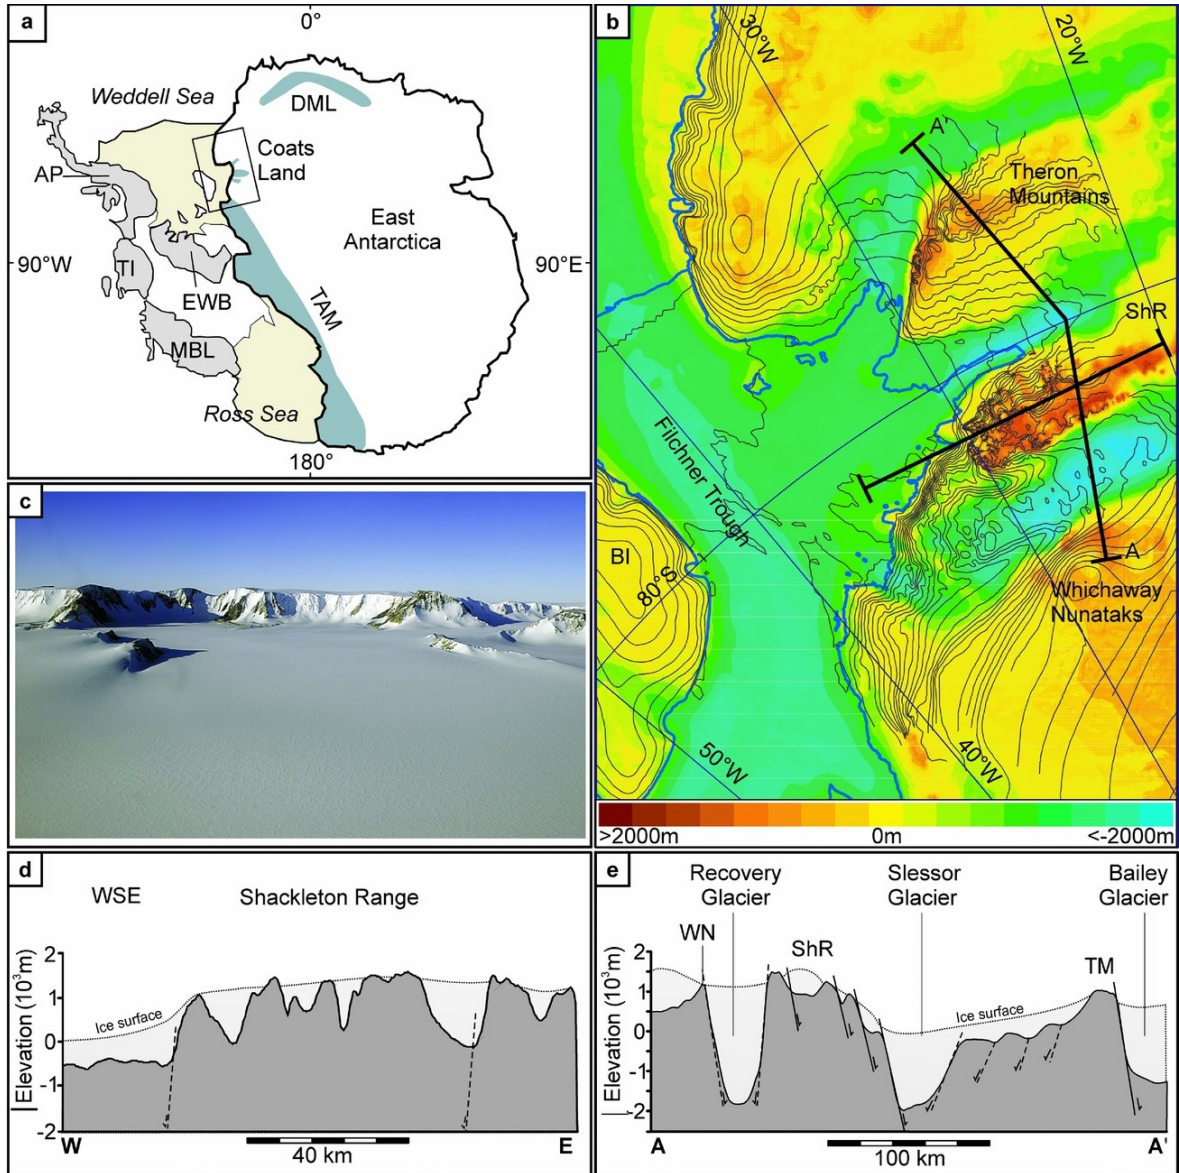 a
0°
Weddell Sea
DML
Coats
Land
AP
East
Antarctica
90°W
90°E
TI
EWB
TAM
MBL
Ross Sea
180°
b
30°W
20°W
A'
Theron
Mountains
ShR
Filchner Trough
BI
80°S
A
Whichaway
Nunataks
50°W
40°W
>2000m
0m
<-2000m
c
d
WSE
Shackleton Range
Elevation (10³m)
2
1
0
-1
-2
Ice surface
W
E
40 km
e
Recovery
Glacier
Slessor
Glacier
Bailey
Glacier
WN
ShR
TM
Elevation (10³m)
2
1
0
-1
-2
Ice surface
A
A'
100 km